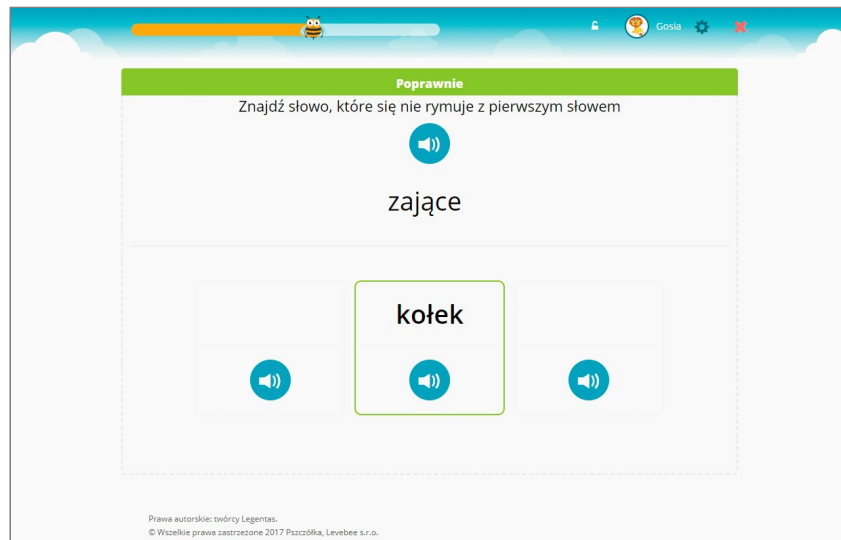 Gosia
Poprawnie
Znajdź słowo, które się nie rymuje z pierwszym słowem
zające
kołek
Prawa autorskie: twórcy Legentas.
© Wszelkie prawa zastrzeżone 2017 Pszczółka, Levebee s.r.o.